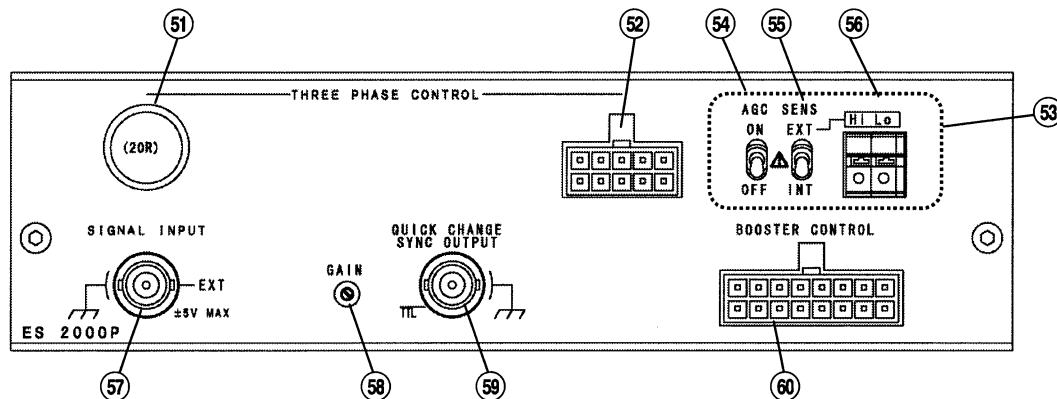 51 52 54 55 56
THREE PHASE CONTROL
AGC SENS
53
(20R)
ON EXT Hi Lo
OFF INT
SIGNAL INPUT
QUICK CHANGE
SYNC OUTPUT
BOOSTER CONTROL
GAIN
EXT
±5V MAX
TTL
ES 2000P
57 58 59 60